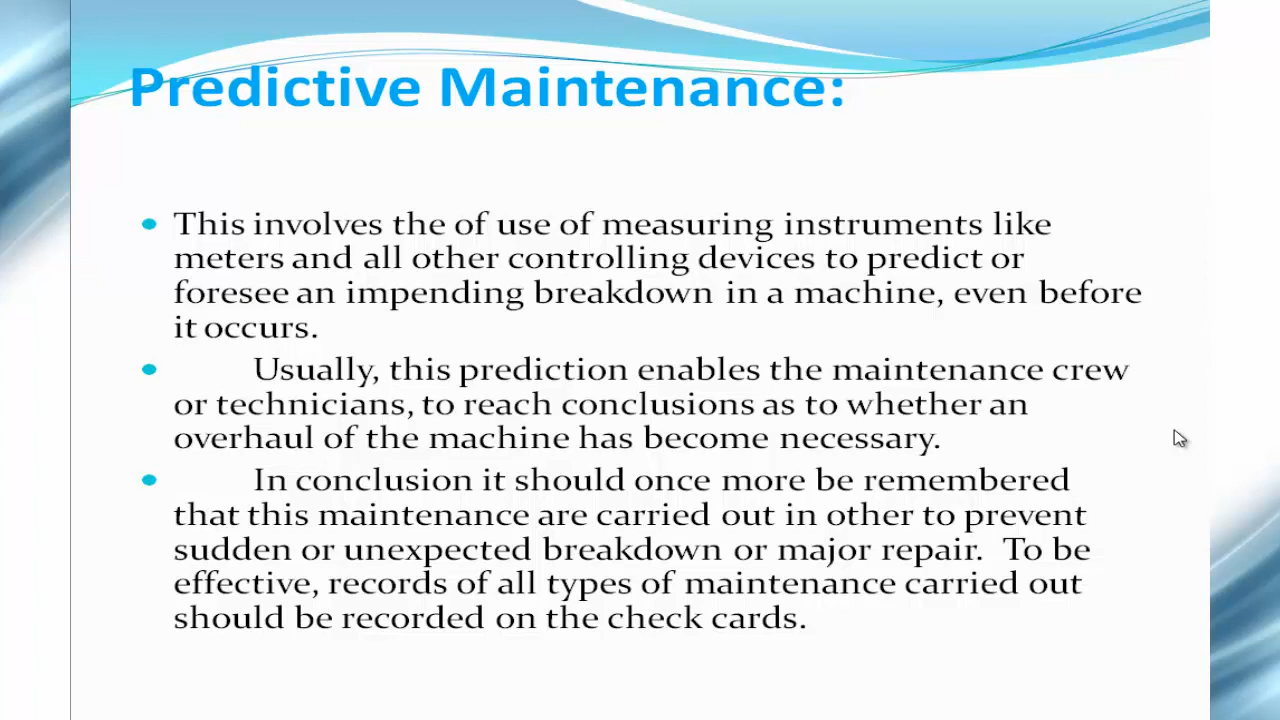 Predictive Maintenance:
• This involves the of use of measuring instruments like
meters and all other controlling devices to predict or
foresee an impending breakdown in a machine, even before
it occurs.
• Usually, this prediction enables the maintenance crew
or technicians, to reach conclusions as to whether an
overhaul of the machine has become necessary.
• In conclusion it should once more be remembered
that this maintenance are carried out in other to prevent
sudden or unexpected breakdown or major repair. To be
effective, records of all types of maintenance carried out
should be recorded on the check cards.